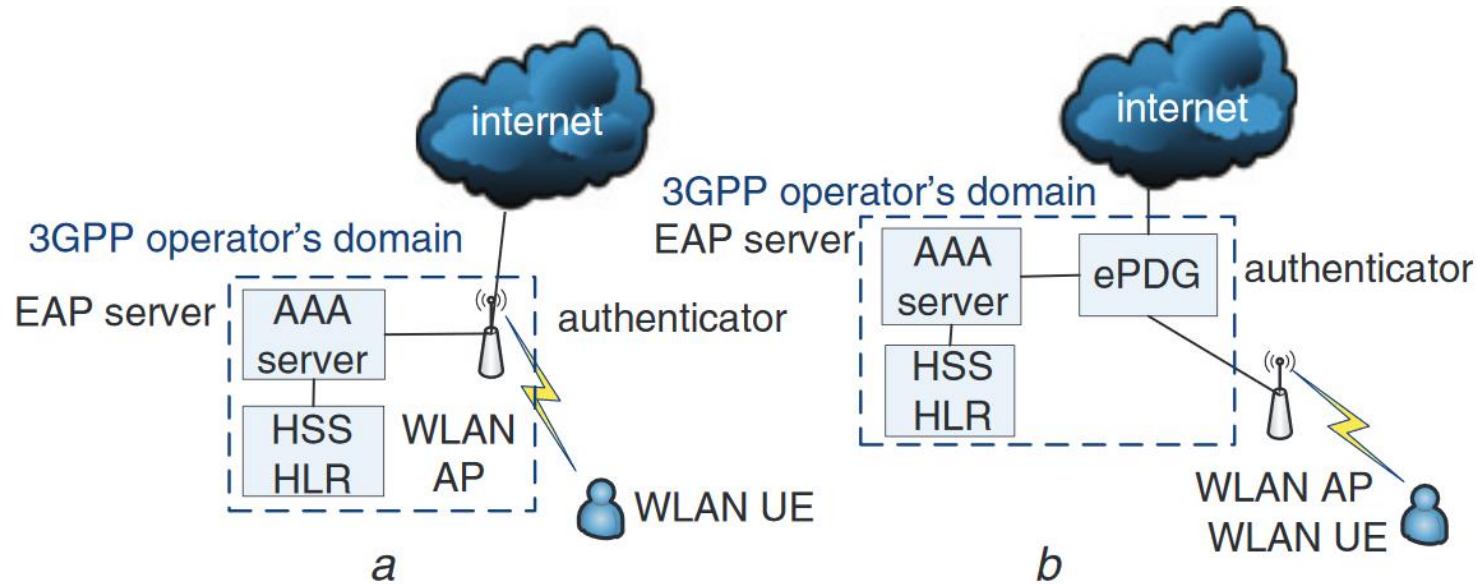 internet
3GPP operator's domain
EAP server
AAA
server
authenticator
HSS
HLR
WLAN
AP
WLAN UE
a
internet
3GPP operator's domain
EAP server
AAA
server
ePDG
authenticator
HSS
HLR
WLAN AP
WLAN UE
b